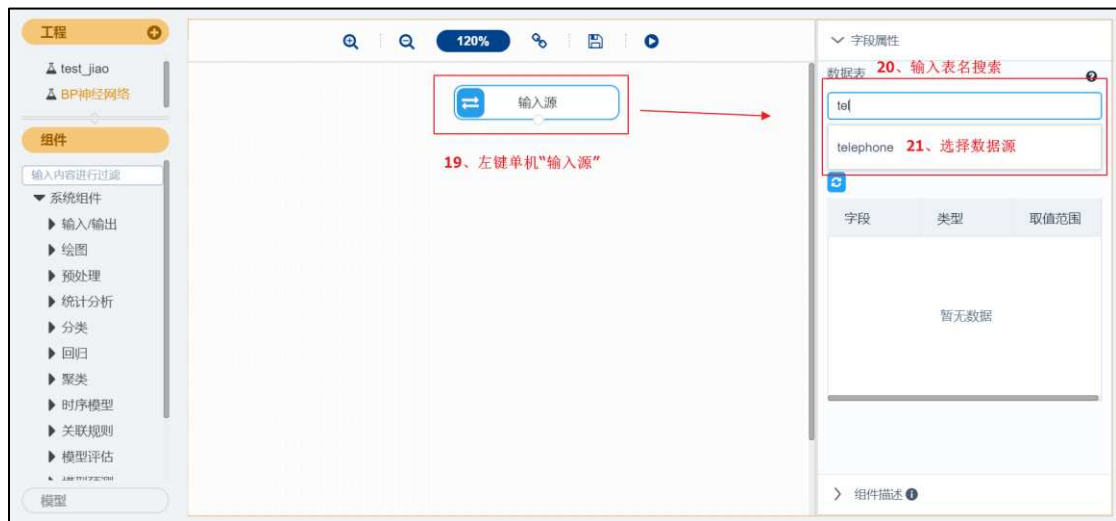 工程
test_jiao
BP神经网络
组件
输入内容进行过滤
系统组件
输入/输出
绘图
预处理
统计分析
分类
回归
聚类
时序模型
关联规则
模型评估
模型预测
模型
120%
输入源
19、左键单机“输入源”
字段属性
数据表 20、输入表名搜索
tel
telephone 21、选择数据源
字段 类型 取值范围
暂无数据
组件描述